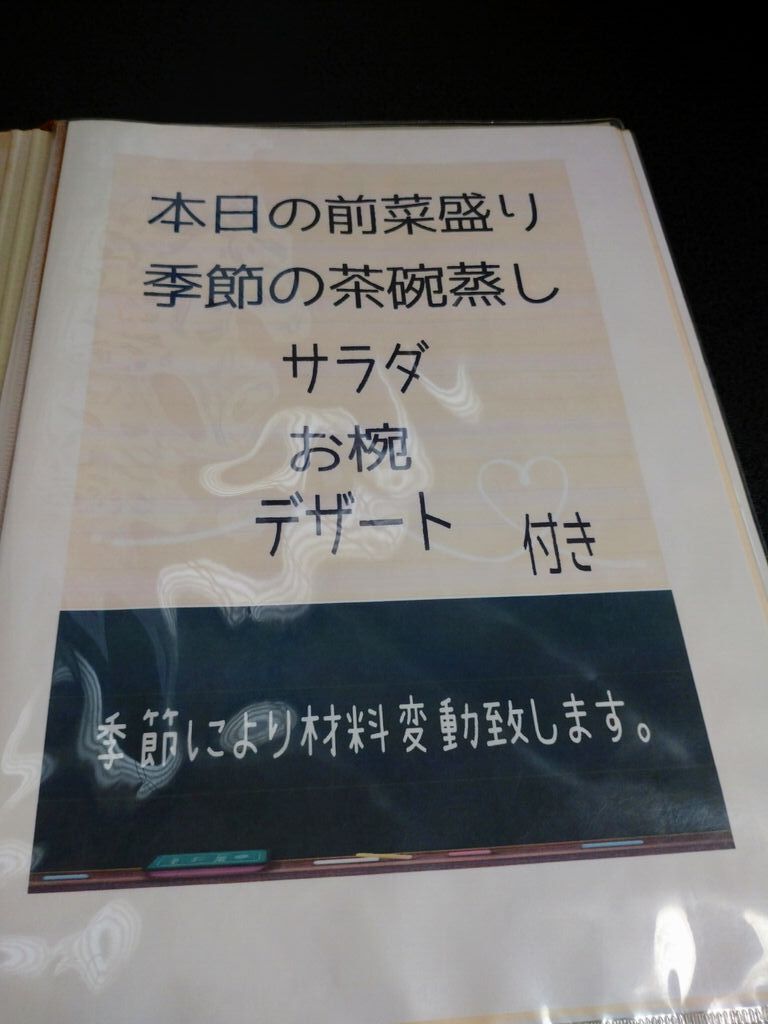 本日の前菜盛り
季節の茶碗蒸し
サラダ
お椀
デザート 付き
季節により材料変動致します。